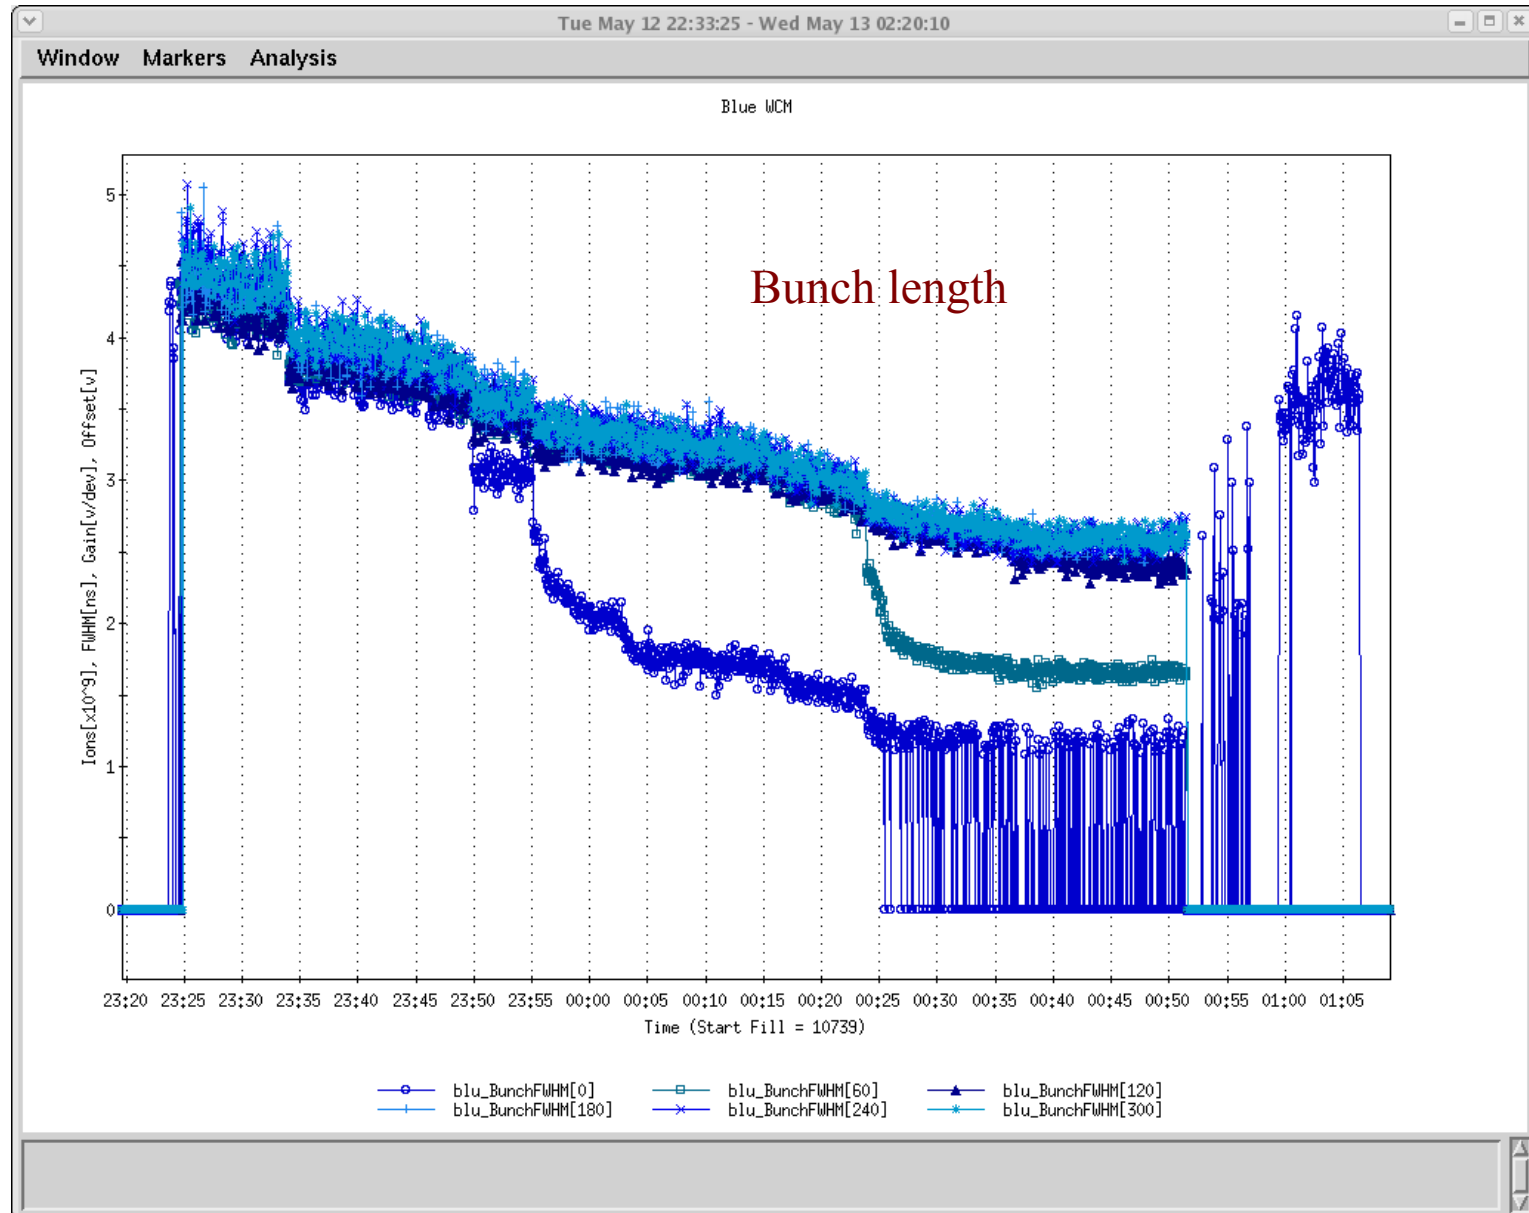 Tue May 12 22:33:25 - Wed May 13 02:20:10
Window Markers Analysis
Blue WCM
Bunch length
Ions[x10^9], FWHM[ns], Gain[v/dev], Offset[v]
5
4
3
2
1
0
23:20 23:25 23:30 23:35 23:40 23:45 23:50 23:55 00:00 00:05 00:10 00:15 00:20 00:25 00:30 00:35 00:40 00:45 00:50 00:55 01:00 01:05
Time (Start Fill = 10739)
blu_BunchFWHM[0] blu_BunchFWHM[60] blu_BunchFWHM[120]
blu_BunchFWHM[180] blu_BunchFWHM[240] blu_BunchFWHM[300]